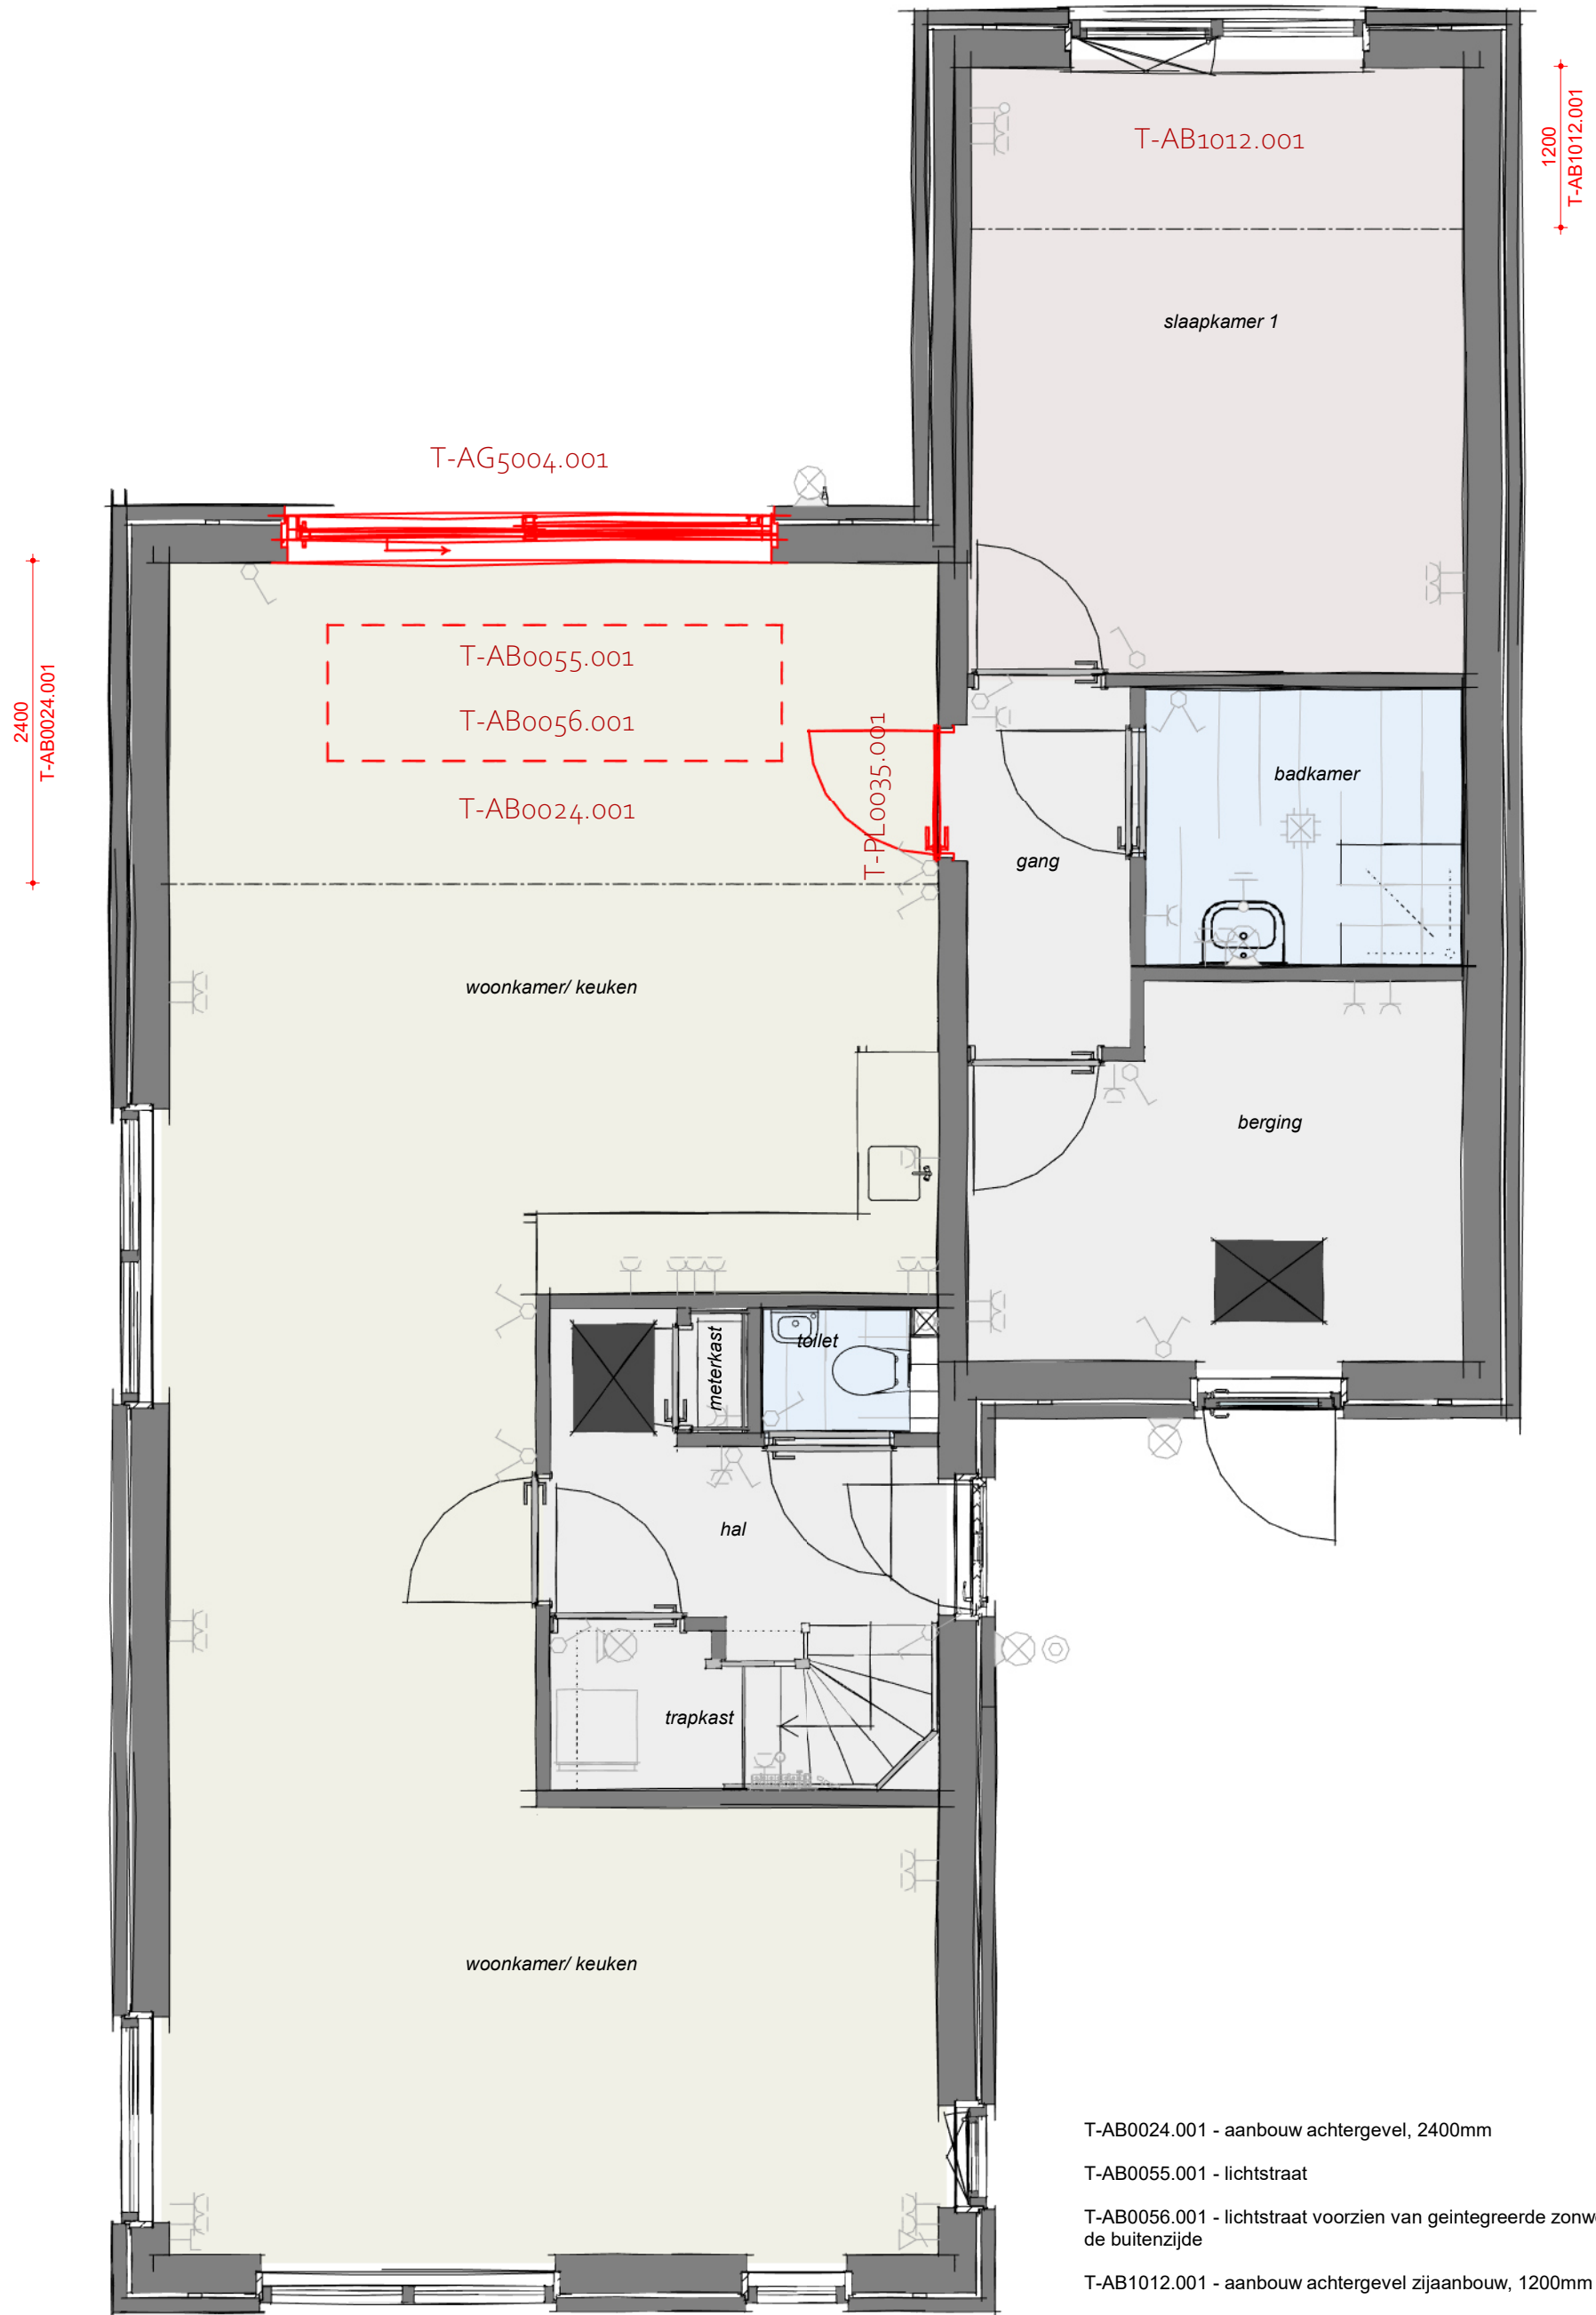 T-AB1012.001
1200
T-AB1012.001
slaapkamer 1
T-AG5004.001
2400
T-AB0024.001
T-AB0055.001
T-AB0056.001
T-AB0024.001
T-PL0035.001
badkamer
gang
woonkamer/ keuken
berging
meterkast
toilet
hal
trapkast
woonkamer/ keuken
T-AB0024.001 - aanbouw achtergevel, 2400mm
T-AB0055.001 - lichtstraat
T-AB0056.001 - lichtstraat voorzien van geintegreerde
de buitenzijde
T-AB1012.001 - aanbouw achtergevel zijaanbouw, 1200mm